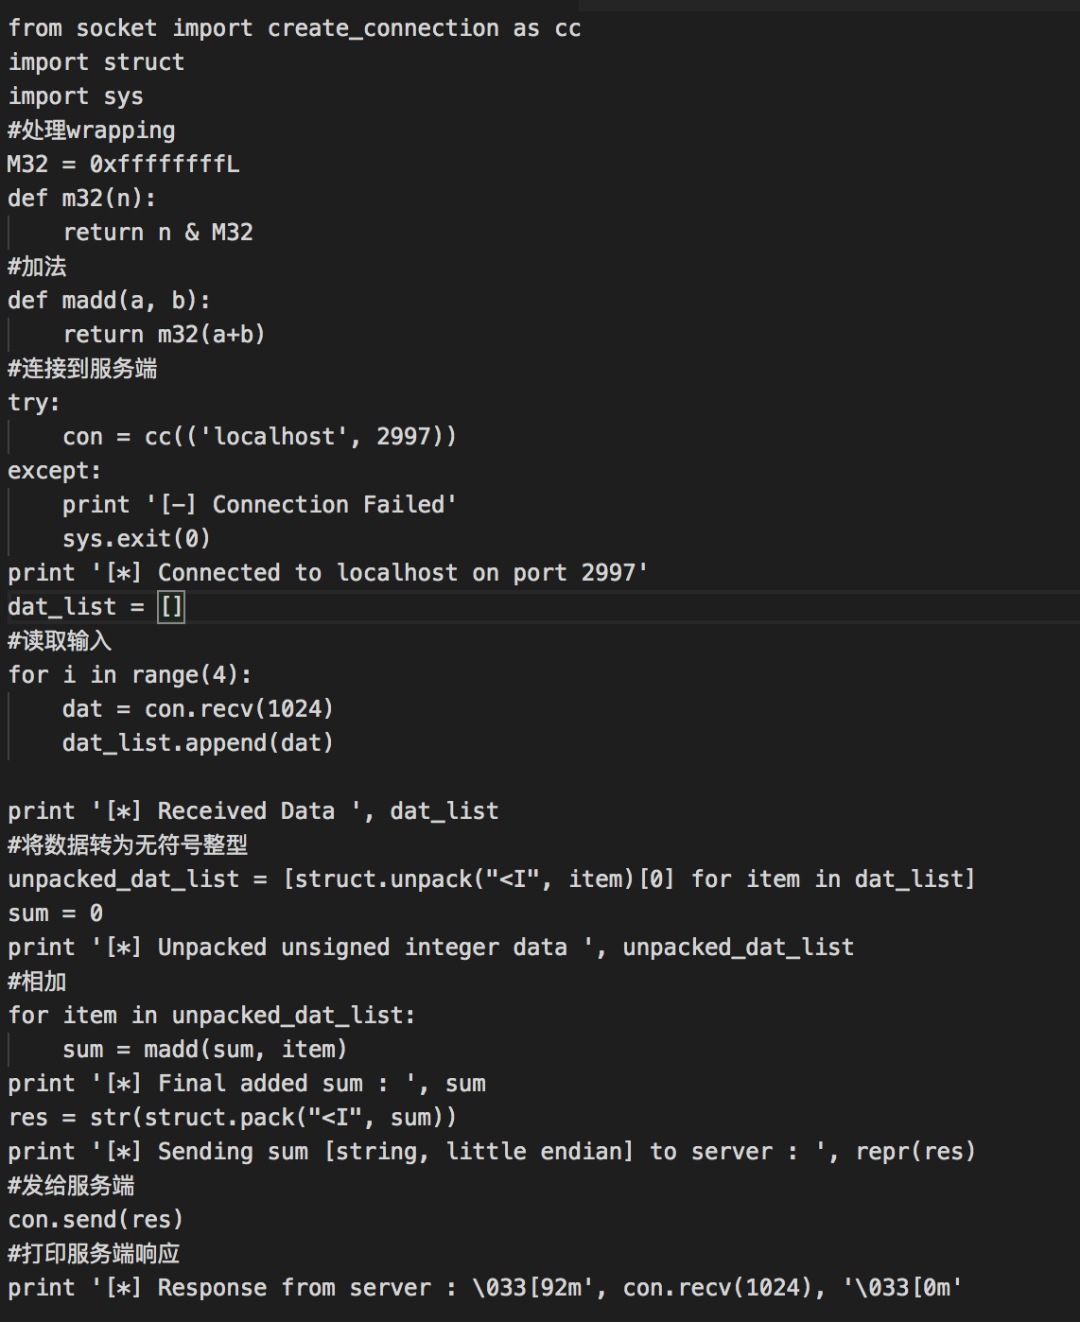 from socket import create_connection as cc
import struct
import sys
#处理wrapping
M32 = 0xffffffffL
def m32(n):
    return n & M32
#加法
def madd(a, b):
    return m32(a+b)
#连接到服务端
try:
    con = cc(('localhost', 2997))
except:
    print '[-] Connection Failed'
    sys.exit(0)
print '[*] Connected to localhost on port 2997'
dat_list = []
#读取输入
for i in range(4):
    dat = con.recv(1024)
    dat_list.append(dat)

print '[*] Received Data ', dat_list
#将数据转为无符号整型
unpacked_dat_list = [struct.unpack("<I", item)[0] for item in dat_list]
sum = 0
print '[*] Unpacked unsigned integer data ', unpacked_dat_list
#相加
for item in unpacked_dat_list:
    sum = madd(sum, item)
print '[*] Final added sum : ', sum
res = str(struct.pack("<I", sum))
print '[*] Sending sum [string, little endian] to server : ', repr(res)
#发给服务端
con.send(res)
#打印服务端响应
print '[*] Response from server : \033[92m', con.recv(1024), '\033[0m'